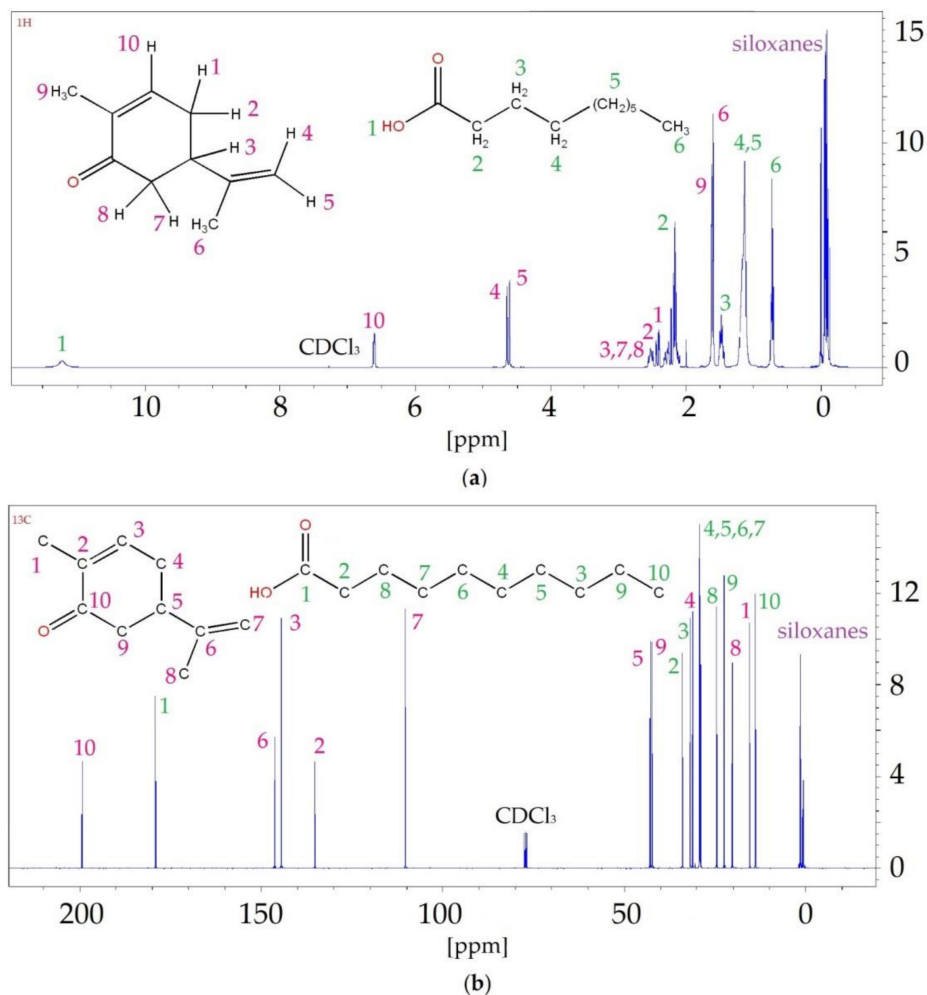 1H
10
H
H 1
9 H₃C
H 2
H 3
H 4
O
H H
8 7
H₃C
6
H 5
O
3
H₂
C
5
(CH₂)₅
1 HO
C
H₂
2
C
H₂
4
CH₃
6
siloxanes
15
10
5
0
6
9
4,5
6
2
3
1
2
3,7,8
5
4
10
CDCl₃
1
10 8 6 4 2 0
[ppm]
(a)
13C
C
1
2
3
C
4
C
10
O
5
C
9
6
C 7
C
8
O
HO
1
2
C
8
C
7
C
6
C
4
C
5
C
3
C
9
C
10
C
4,5,6,7
12
8
4
0
10
1
6
3
2
7
CDCl₃
5
9
2
3
4
8
9
8
1
10
siloxanes
200 150 100 50 0
[ppm]
(b)